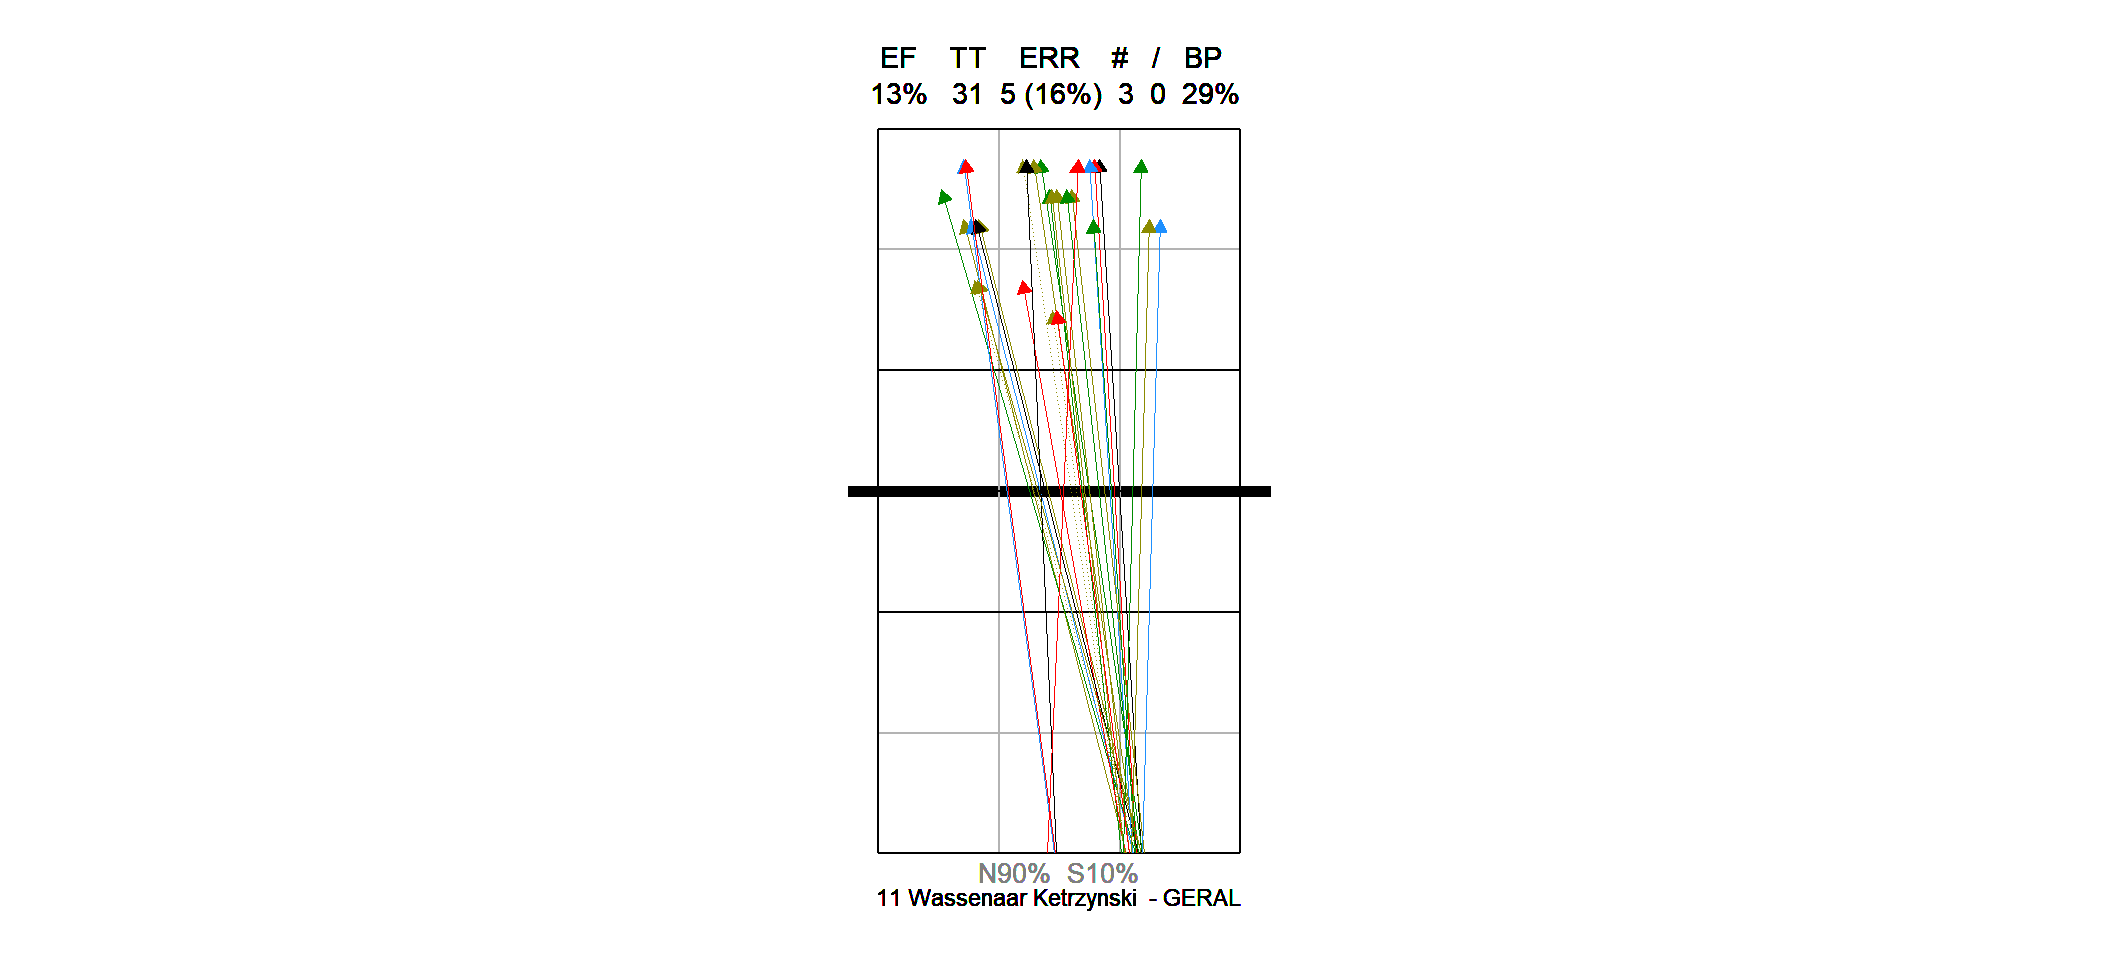 EF TT ERR # / BP
13% 31 5 (16%) 3 0 29%
N90% S10%
11 Wassenaar Ketrzynski - GERAL